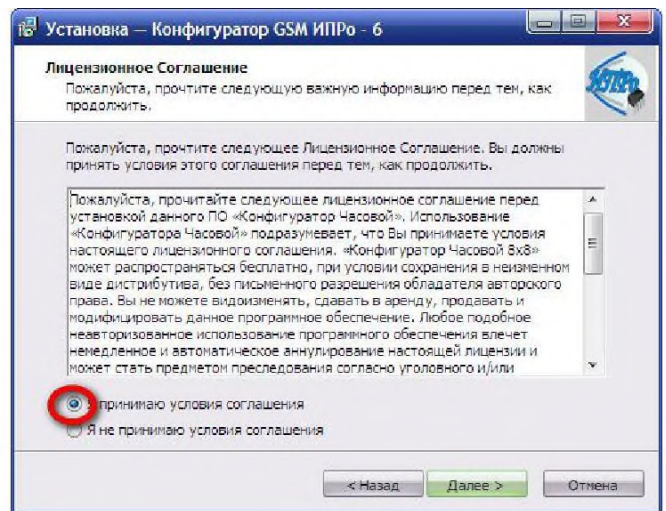 Установка — Конфигуратор GSM ИПРо - 6
Лицензионное Соглашение
Пожалуйста, прочтите следующую важную информацию перед тем, как
продолжить.
ИПРо
Пожалуйста, прочтите следующее Лицензионное Соглашение. Вы должны
принять условия этого соглашения перед тем, как продолжить.
Пожалуйста, прочитайте следующее лицензионное соглашение перед
установкой данного ПО «Конфигуратор Часовой». Использование
«Конфигуратора Часовой» подразумевает, что Вы принимаете условия
настоящего лицензионного соглашения. «Конфигуратор Часовой 8x8»
может распространяться бесплатно, при условии сохранения в неизменном
виде дистрибутива, без письменного разрешения обладателя авторского
права. Вы не можете видоизменять, сдавать в аренду, продавать и
модифицировать данное программное обеспечение. Любое подобное
неавторизованное использование программного обеспечения влечет
немедленное и автоматическое аннулирование настоящей лицензии и
может стать предметом преследования согласно уголовного и/или
Я принимаю условия соглашения
Я не принимаю условия соглашения
< Назад
Далее >
Отмена